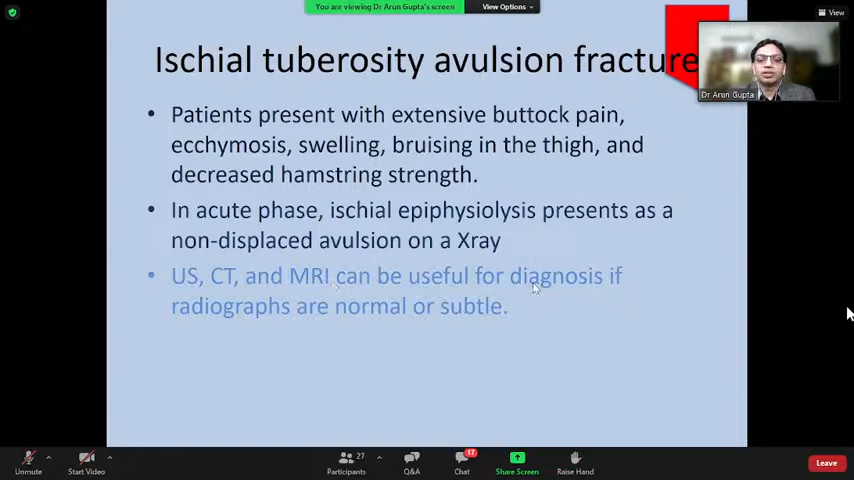 You are viewing Dr Arun Gupta's screen
View Options
View
Ischial tuberosity avulsion fracture
Dr Arun Gupta
• Patients present with extensive buttock pain,
ecchymosis, swelling, bruising in the thigh, and
decreased hamstring strength.
• In acute phase, ischial epiphysiolysis presents as a
non-displaced avulsion on a Xray
• US, CT, and MRI can be useful for diagnosis if
radiographs are normal or subtle.
Unmute
Start Video
27
Participants
Q&A
17
Chat
Share Screen
Raise Hand
Leave